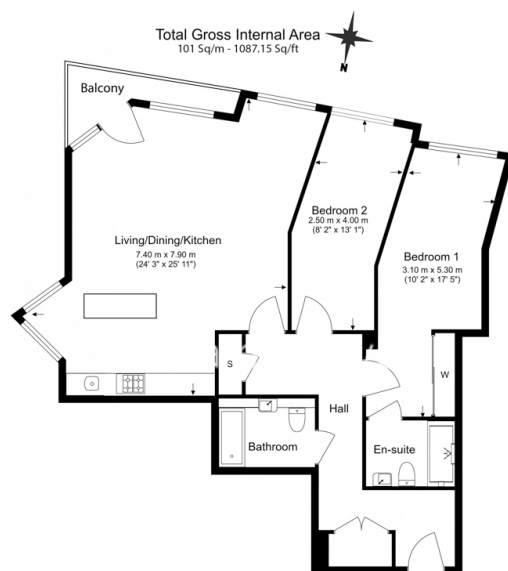 Total Gross Internal Area
101 Sq/m - 1087.15 Sq/ft
N
Balcony
Living/Dining/Kitchen
7.40 m x 7.90 m
(24' 3" x 25' 11")
Bedroom 2
2.50 m x 4.00 m
(8' 2" x 13' 1")
Bedroom 1
3.10 m x 5.30 m
(10' 2" x 17' 5")
S
W
Hall
Bathroom
En-suite